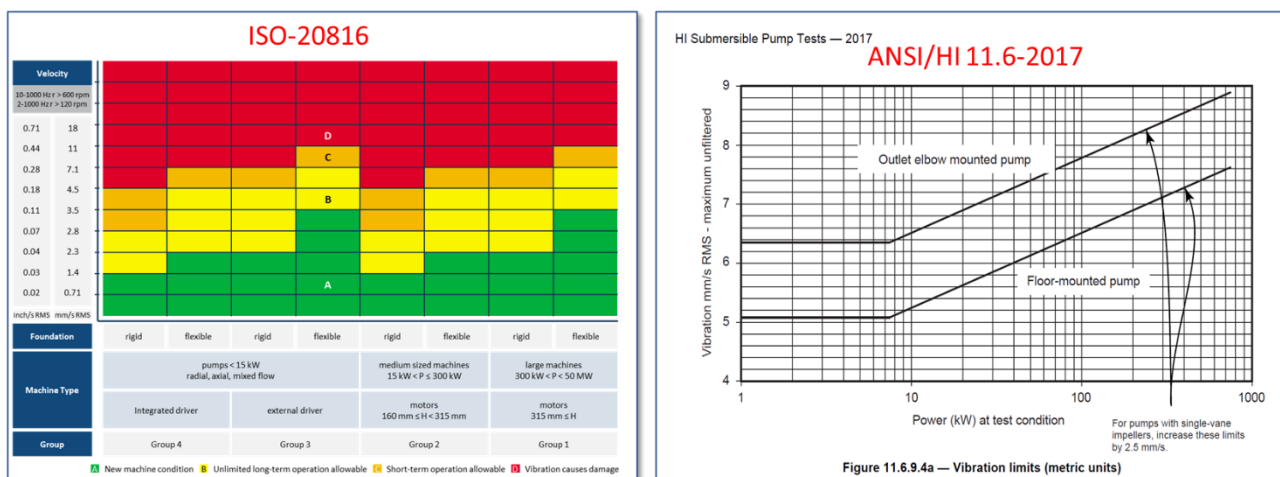 ISO-20816
Velocity
10-1000 Hz r > 600 rpm
2-1000 Hz r > 120 rpm
0.71 18
0.44 11
0.28 7.1
0.18 4.5
0.11 3.5
0.07 2.8
0.04 2.3
0.03 1.4
0.02 0.71
inch/s RMS mm/s RMS
D
C
B
A
Foundation rigid flexible rigid flexible rigid flexible rigid flexible
Machine Type
pumps < 15 kW
radial, axial, mixed flow
medium sized machines
15 kW < P ≤ 300 kW
large machines
300 kW < P < 50 MW
Integrated driver
external driver
motors
160 mm ≤ H < 315 mm
motors
315 mm ≤ H
Group Group 4 Group 3 Group 2 Group 1
A New machine condition B Unlimited long-term operation allowable C Short-term operation allowable D Vibration causes damage
HI Submersible Pump Tests — 2017
ANSI/HI 11.6-2017
Vibration mm/s RMS - maximum unfiltered
9
8
7
6
5
4
Outlet elbow mounted pump
Floor-mounted pump
1 10 100 1000
Power (kW) at test condition
For pumps with single-vane
impellers, increase these limits
by 2.5 mm/s.
Figure 11.6.9.4a — Vibration limits (metric units)